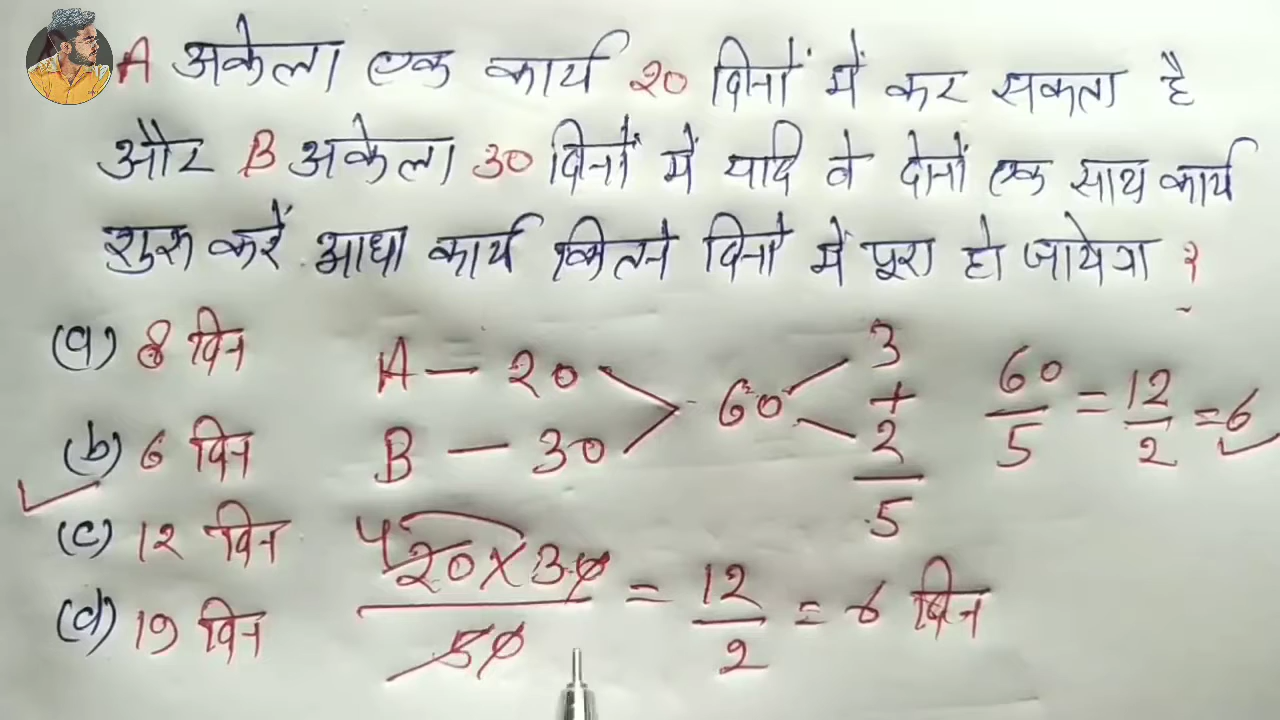 A अकेला एक कार्य 20 दिनों में कर सकता है
और B अकेला 30 दिनों में यदि वे दोनों एक साथ कार्य
शुरू करें आधा कार्य कितने दिनों में पूरा हो जायेगा ?
(a) 8 दिन
(b) 6 दिन
(c) 12 दिन
(d) 19 दिन
A — 20
B — 30
60
3
+
2
5
60/5 = 12/2 = 6
4
20×30/50 = 12/2 = 6 दिन